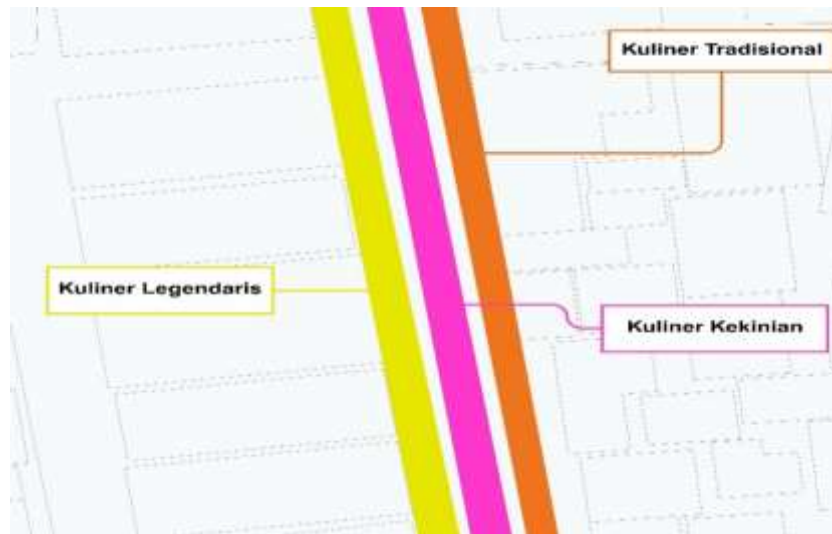 Kuliner Tradisional
Kuliner Legendaris
Kuliner Kekinian